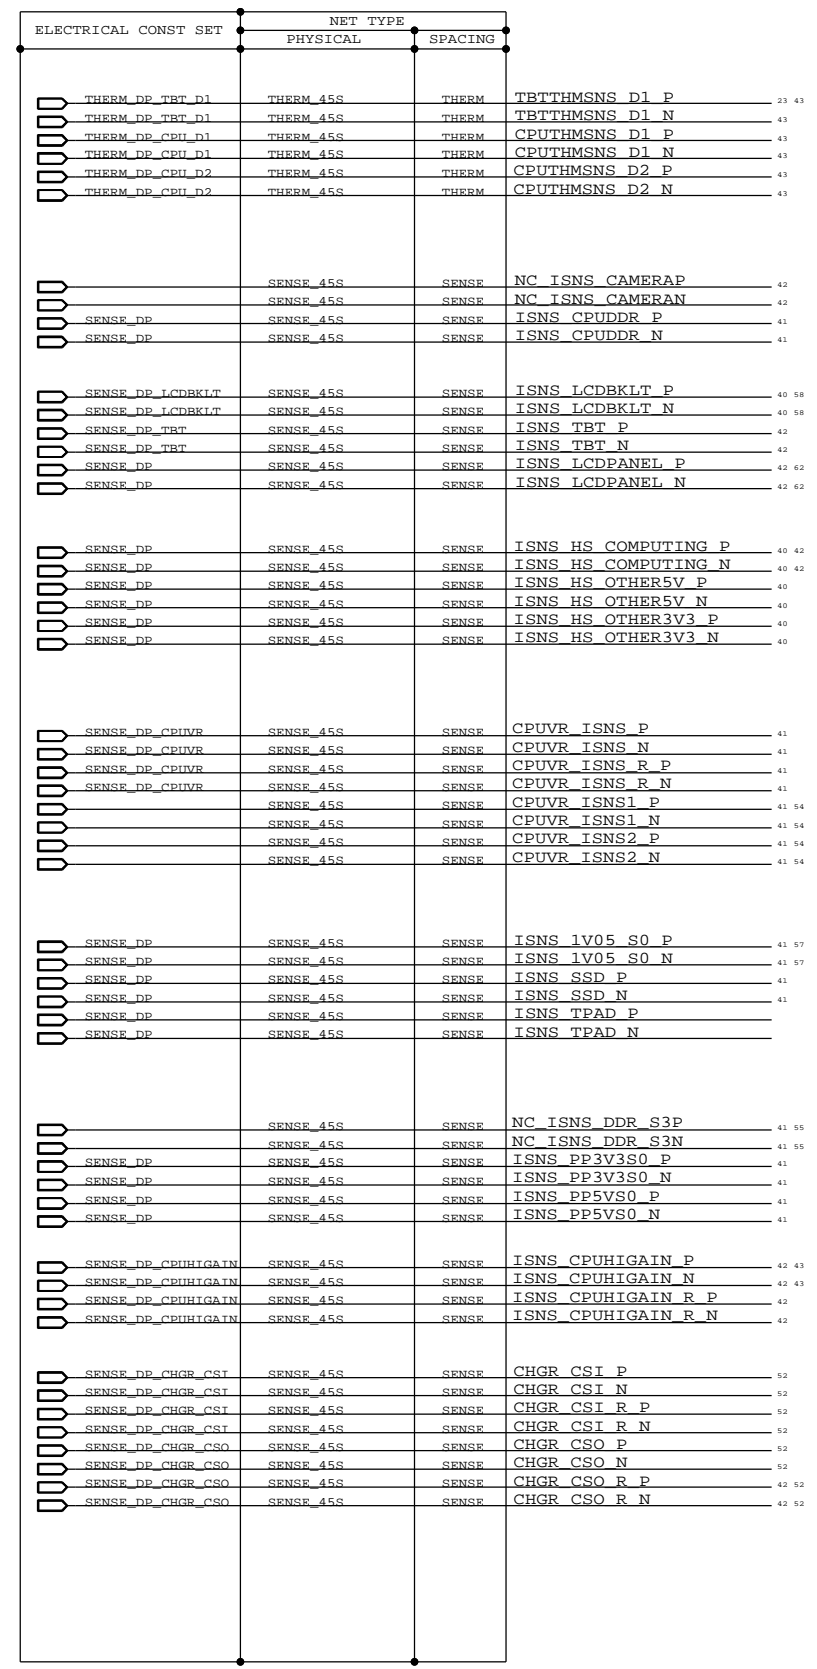 NET TYPE
ELECTRICAL CONST SET
PHYSICAL SPACING
THERM_DP_TBT_D1 THERM_45S THERM TBTTHMSNS_D1_P 23 43
THERM_DP_TBT_D1 THERM_45S THERM TBTTHMSNS_D1_N 43
THERM_DP_CPU_D1 THERM_45S THERM CPUTHMSNS_D1_P 43
THERM_DP_CPU_D1 THERM_45S THERM CPUTHMSNS_D1_N 43
THERM_DP_CPU_D2 THERM_45S THERM CPUTHMSNS_D2_P 43
THERM_DP_CPU_D2 THERM_45S THERM CPUTHMSNS_D2_N 43
SENSE_45S SENSE NC_ISNS_CAMERAP 42
SENSE_45S SENSE NC_ISNS_CAMERAN 42
SENSE_DP SENSE_45S SENSE ISNS_CPUDDR_P 41
SENSE_DP SENSE_45S SENSE ISNS_CPUDDR_N 41
SENSE_DP_LCDBKLT SENSE_45S SENSE ISNS_LCDBKLT_P 40 58
SENSE_DP_LCDBKLT SENSE_45S SENSE ISNS_LCDBKLT_N 40 58
SENSE_DP_TBT SENSE_45S SENSE ISNS_TBT_P 42
SENSE_DP_TBT SENSE_45S SENSE ISNS_TBT_N 42
SENSE_DP SENSE_45S SENSE ISNS_LCDPANEL_P 42 62
SENSE_DP SENSE_45S SENSE ISNS_LCDPANEL_N 42 62
SENSE_DP SENSE_45S SENSE ISNS_HS_COMPUTING_P 40 42
SENSE_DP SENSE_45S SENSE ISNS_HS_COMPUTING_N 40 42
SENSE_DP SENSE_45S SENSE ISNS_HS_OTHER5V_P 40
SENSE_DP SENSE_45S SENSE ISNS_HS_OTHER5V_N 40
SENSE_DP SENSE_45S SENSE ISNS_HS_OTHER3V3_P 40
SENSE_DP SENSE_45S SENSE ISNS_HS_OTHER3V3_N 40
SENSE_DP_CPUVR SENSE_45S SENSE CPUVR_ISNS_P 41
SENSE_DP_CPUVR SENSE_45S SENSE CPUVR_ISNS_N 41
SENSE_DP_CPUVR SENSE_45S SENSE CPUVR_ISNS_R_P 41
SENSE_DP_CPUVR SENSE_45S SENSE CPUVR_ISNS_R_N 41
SENSE_45S SENSE CPUVR_ISNS1_P 41 54
SENSE_45S SENSE CPUVR_ISNS1_N 41 54
SENSE_45S SENSE CPUVR_ISNS2_P 41 54
SENSE_45S SENSE CPUVR_ISNS2_N 41 54
SENSE_DP SENSE_45S SENSE ISNS_1V05_S0_P 41 57
SENSE_DP SENSE_45S SENSE ISNS_1V05_S0_N 41 57
SENSE_DP SENSE_45S SENSE ISNS_SSD_P 41
SENSE_DP SENSE_45S SENSE ISNS_SSD_N 41
SENSE_DP SENSE_45S SENSE ISNS_TPAD_P
SENSE_DP SENSE_45S SENSE ISNS_TPAD_N
SENSE_45S SENSE NC_ISNS_DDR_S3P 41 55
SENSE_45S SENSE NC_ISNS_DDR_S3N 41 55
SENSE_DP SENSE_45S SENSE ISNS_PP3V3S0_P 41
SENSE_DP SENSE_45S SENSE ISNS_PP3V3S0_N 41
SENSE_DP SENSE_45S SENSE ISNS_PP5VS0_P 41
SENSE_DP SENSE_45S SENSE ISNS_PP5VS0_N 41
SENSE_DP_CPUHIGAIN SENSE_45S SENSE ISNS_CPUHIGAIN_P 42 43
SENSE_DP_CPUHIGAIN SENSE_45S SENSE ISNS_CPUHIGAIN_N 42 43
SENSE_DP_CPUHIGAIN SENSE_45S SENSE ISNS_CPUHIGAIN_R_P 42
SENSE_DP_CPUHIGAIN SENSE_45S SENSE ISNS_CPUHIGAIN_R_N 42
SENSE_DP_CHGR_CSI SENSE_45S SENSE CHGR_CSI_P 52
SENSE_DP_CHGR_CSI SENSE_45S SENSE CHGR_CSI_N 52
SENSE_DP_CHGR_CSI SENSE_45S SENSE CHGR_CSI_R_P 52
SENSE_DP_CHGR_CSI SENSE_45S SENSE CHGR_CSI_R_N 52
SENSE_DP_CHGR_CSO SENSE_45S SENSE CHGR_CSO_P 52
SENSE_DP_CHGR_CSO SENSE_45S SENSE CHGR_CSO_N 52
SENSE_DP_CHGR_CSO SENSE_45S SENSE CHGR_CSO_R_P 42 52
SENSE_DP_CHGR_CSO SENSE_45S SENSE CHGR_CSO_R_N 42 52